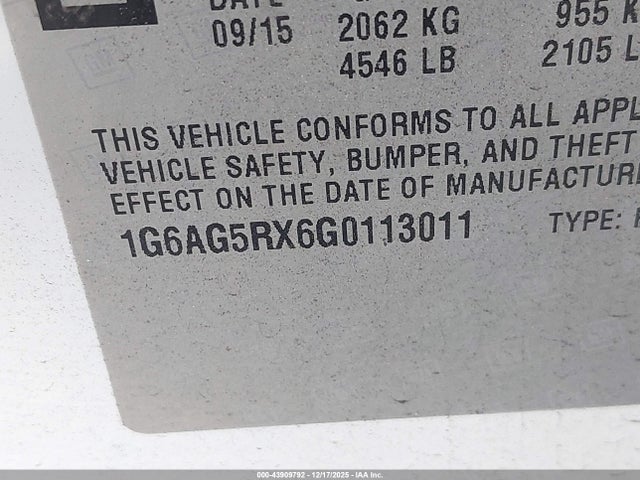 DATE
09/15 2062 KG 955 K
4546 LB 2105 L
THIS VEHICLE CONFORMS TO ALL APPL
VEHICLE SAFETY, BUMPER, AND THEFT
EFFECT ON THE DATE OF MANUFACTURE
1G6AG5RX6G0113011 TYPE:
000-43909792 - 12/17/2025 - IAA Inc.